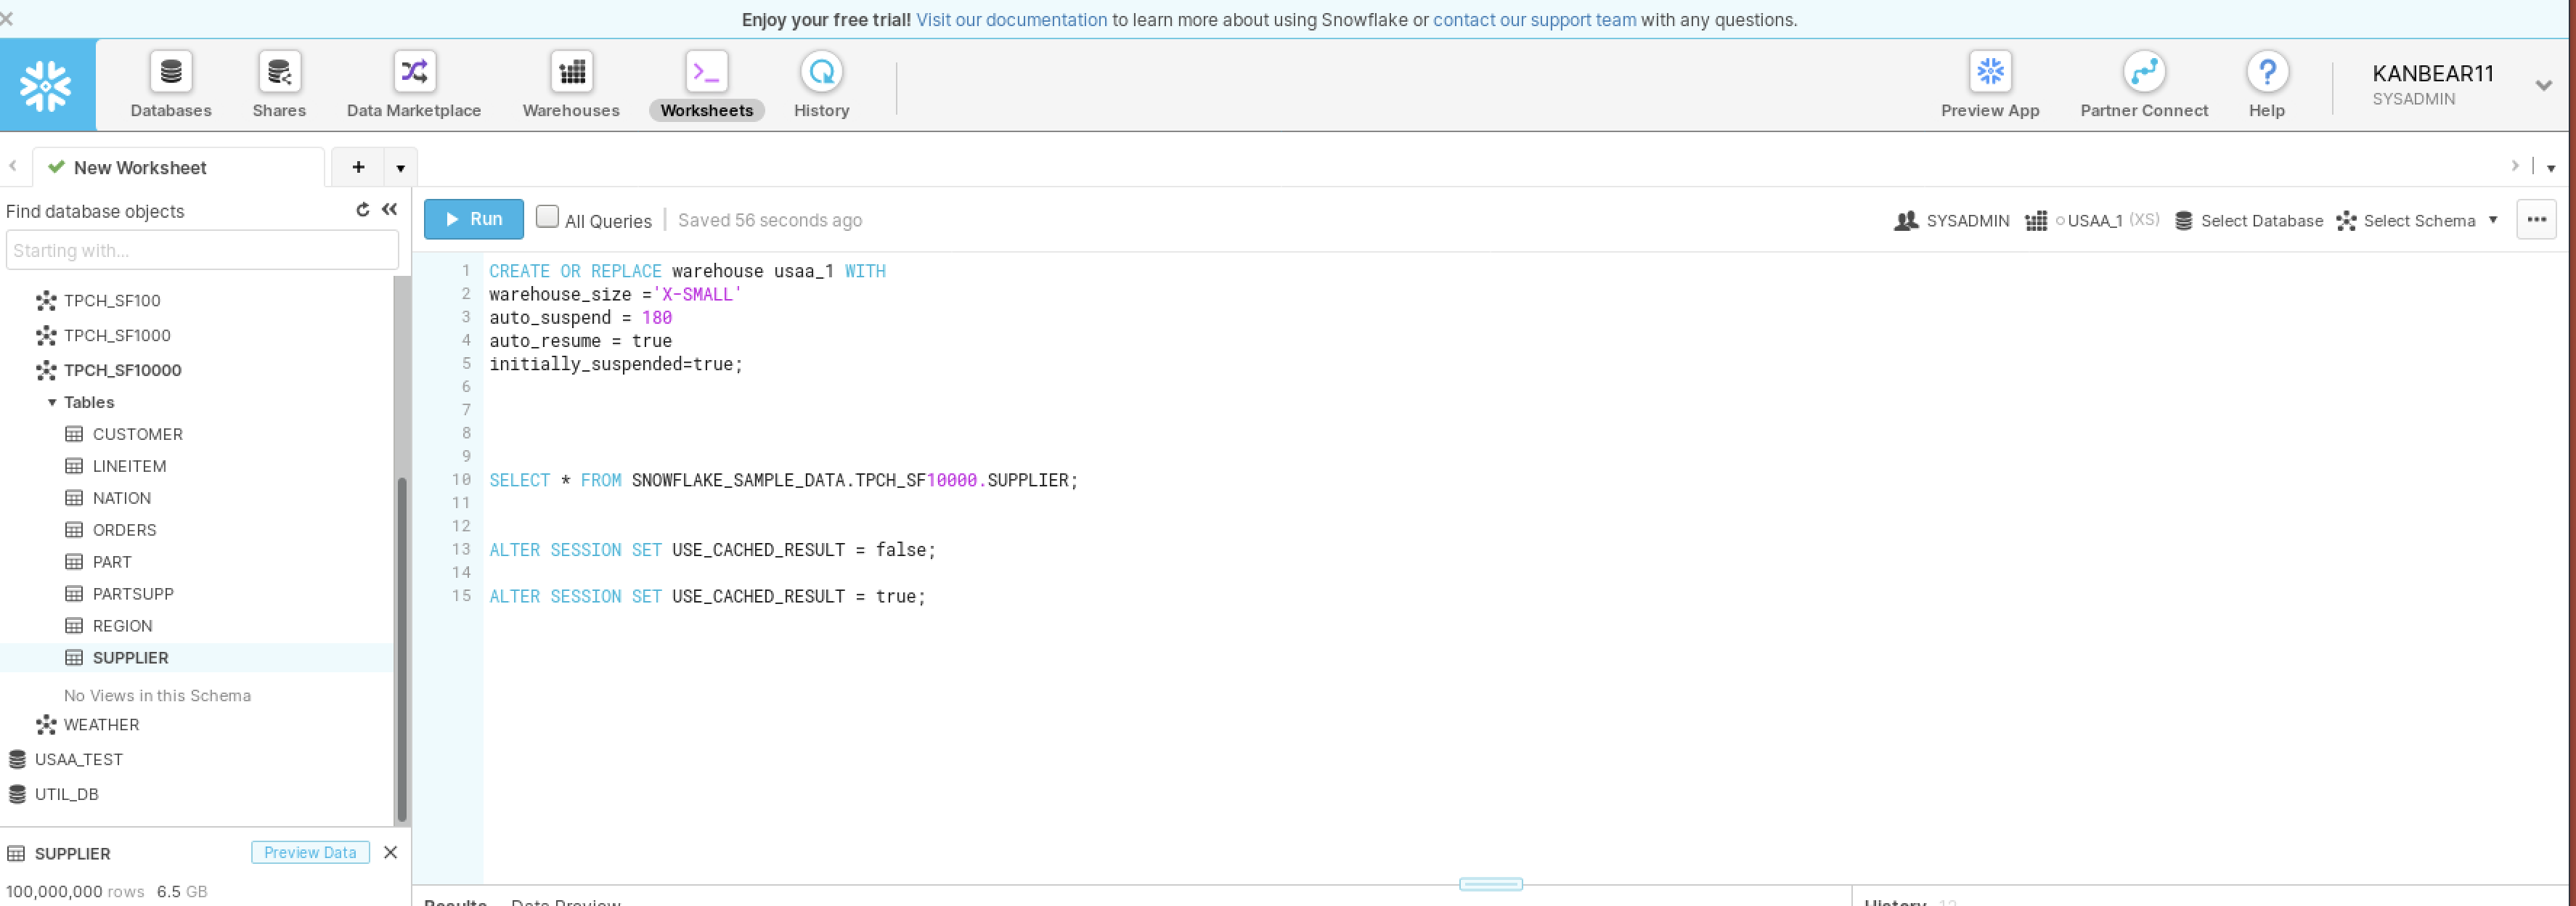 Enjoy your free trial! Visit our documentation to learn more about using Snowflake or contact our support team with any questions.
Databases
Shares
Data Marketplace
Warehouses
Worksheets
History
Preview App
Partner Connect
Help
KANBEAR11
SYSADMIN
New Worksheet
Find database objects
Starting with...
TPCH_SF100
TPCH_SF1000
TPCH_SF10000
Tables
CUSTOMER
LINEITEM
NATION
ORDERS
PART
PARTSUPP
REGION
SUPPLIER
No Views in this Schema
WEATHER
USAA_TEST
UTIL_DB
SUPPLIER Preview Data
100,000,000 rows 6.5 GB
Run All Queries | Saved 56 seconds ago
SYSADMIN USAA_1 (XS) Select Database Select Schema
1 CREATE OR REPLACE warehouse usaa_1 WITH
2 warehouse_size ='X-SMALL'
3 auto_suspend = 180
4 auto_resume = true
5 initially_suspended=true;
6
7
8
9
10 SELECT * FROM SNOWFLAKE_SAMPLE_DATA.TPCH_SF10000.SUPPLIER;
11
12
13 ALTER SESSION SET USE_CACHED_RESULT = false;
14
15 ALTER SESSION SET USE_CACHED_RESULT = true;
Results Data Preview
History